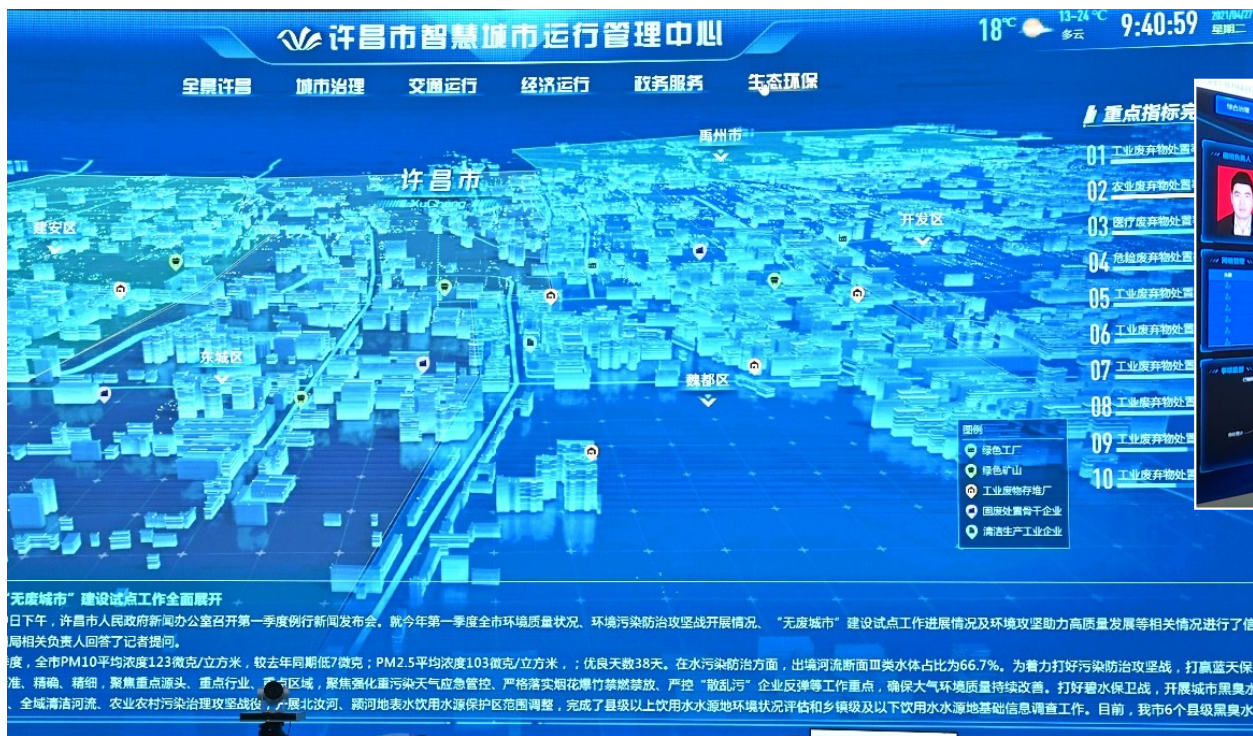 许昌市智慧城市运行管理中心
18℃
13-24℃
多云
9:40:59
2021/04/27
星期二
全景许昌
城市治理
交通运行
经济运行
政务服务
生态环保
重点指标完
禹州市
许昌市
XuChang
建安区
开发区
东城区
魏都区
01 工业废弃物处置
02 农业废弃物处置
03 医疗废弃物处置
04 危险废弃物处置
05 工业废弃物处置
06 工业废弃物处置
07 工业废弃物处置
08 工业废弃物处置
09 工业废弃物处置
10 工业废弃物处置
综合治理
图例
绿色工厂
绿色矿山
工业废物存堆厂
固废处置骨干企业
清洁生产工业企业
“无废城市”建设试点工作全面展开
日下午，许昌市人民政府新闻办公室召开第一季度例行新闻发布会。就今年第一季度全市环境质量状况、环境污染防治攻坚战开展情况、“无废城市”建设试点工作进展情况及环境攻坚助力高质量发展等相关情况进行了信
局相关负责人回答了记者提问。
度，全市PM10平均浓度123微克/立方米，较去年同期低7微克；PM2.5平均浓度103微克/立方米，；优良天数38天。在水污染防治方面，出境河流断面Ⅲ类水体占比为66.7%。为着力打好污染防治攻坚战，打赢蓝天保
准、精确、精细，聚焦重点源头、重点行业、重点区域，聚焦强化重污染天气应急管控、严格落实烟花爆竹禁燃禁放、严控“散乱污”企业反弹等工作重点，确保大气环境质量持续改善。打好碧水保卫战，开展城市黑臭水
、全域清洁河流、农业农村污染治理攻坚战役，开展北汝河、颍河地表水饮用水源保护区范围调整，完成了县级以上饮用水水源地环境状况评估和乡镇级及以下饮用水水源地基础信息调查工作。目前，我市6个县级黑臭水